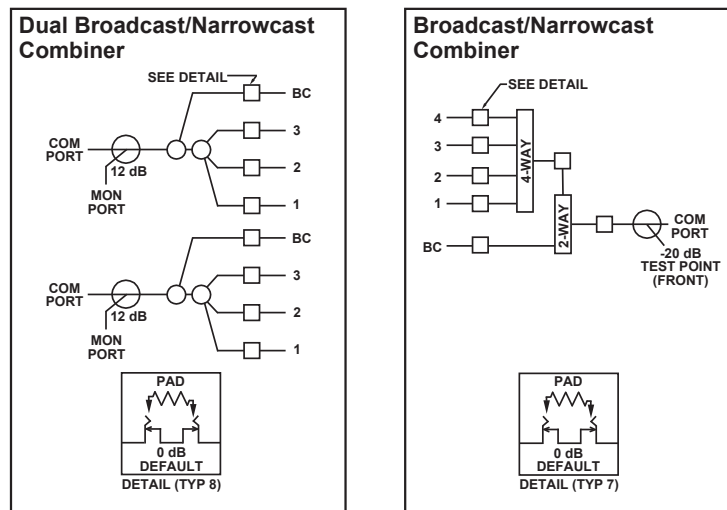 Dual Broadcast/Narrowcast
Combiner
SEE DETAIL
BC
3
2
1
COM
PORT
12 dB
MON
PORT
BC
3
2
1
COM
PORT
12 dB
MON
PORT
PAD
0 dB
DEFAULT
DETAIL (TYP 8)
Broadcast/Narrowcast
Combiner
SEE DETAIL
4
3
2
1
4-WAY
BC
2-WAY
COM
PORT
-20 dB
TEST POINT
(FRONT)
PAD
0 dB
DEFAULT
DETAIL (TYP 7)